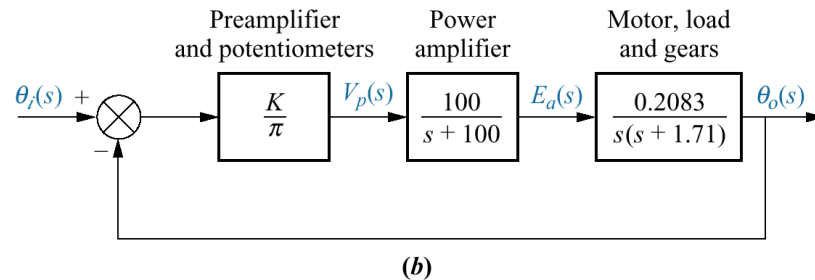 Preamplifier and potentiometers
Power amplifier
Motor, load and gears
θi(s) + 
K/π
Vp(s)
100/(s + 100)
Ea(s)
0.2083/(s(s + 1.71))
θo(s)
−
(b)